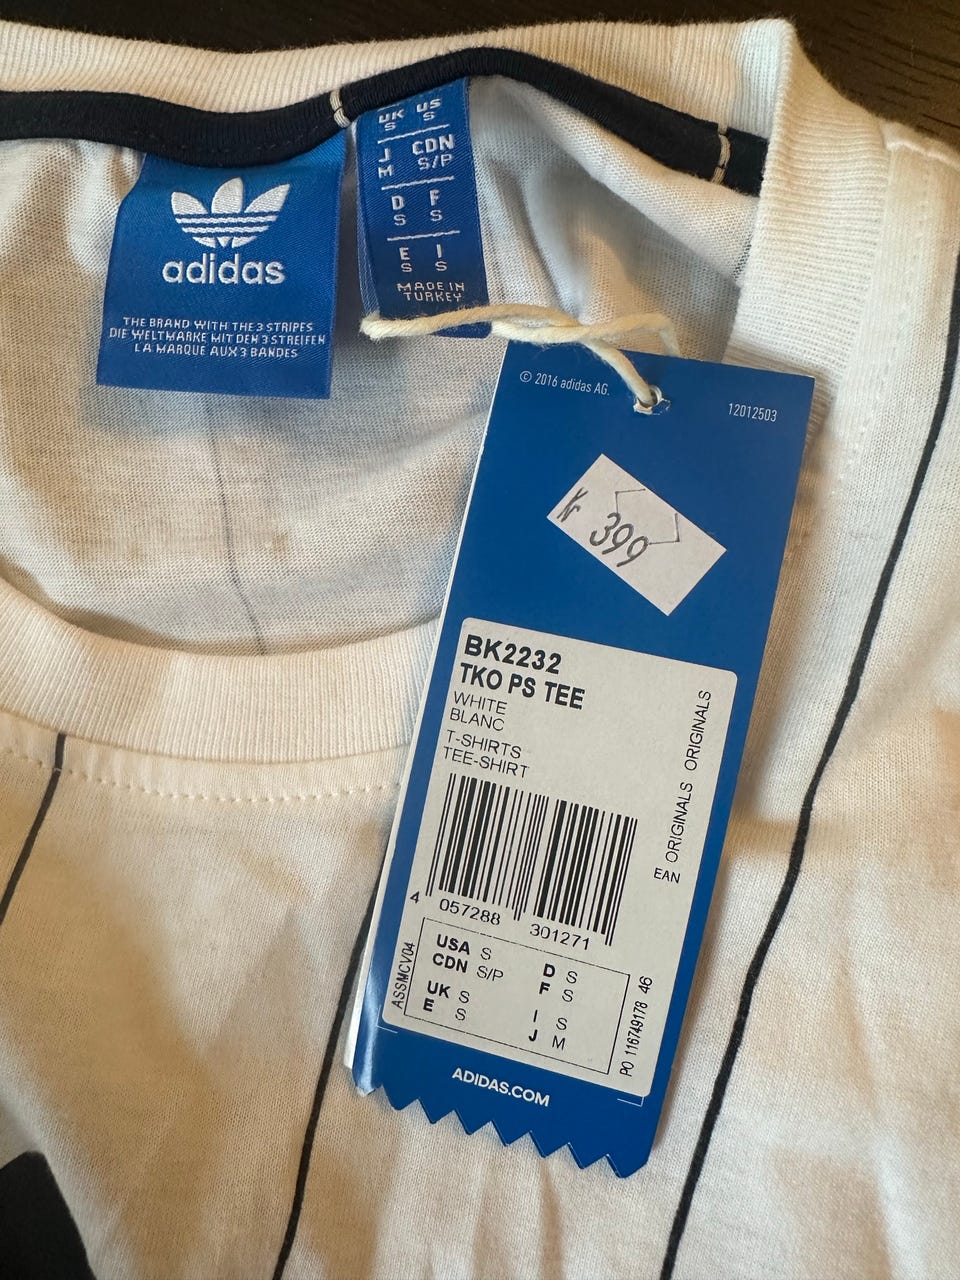 UK US
S S
J CDN
M S/P
D F
S S
E I
S S
MADE IN
TURKEY
adidas
THE BRAND WITH THE 3 STRIPES
DIE WELTMARKE MIT DEN 3 STREIFEN
LA MARQUE AUX 3 BANDES
© 2016 adidas AG.
12012503
Kr 399
BK2232
TKO PS TEE
WHITE
BLANC
T-SHIRTS
TEE-SHIRT
EAN ORIGINALS ORIGINALS
4 057288 301271
ASSMCV04
USA S D S
CDN S/P F S
UK S I S
E S J M
PO 116749178 46
ADIDAS.COM